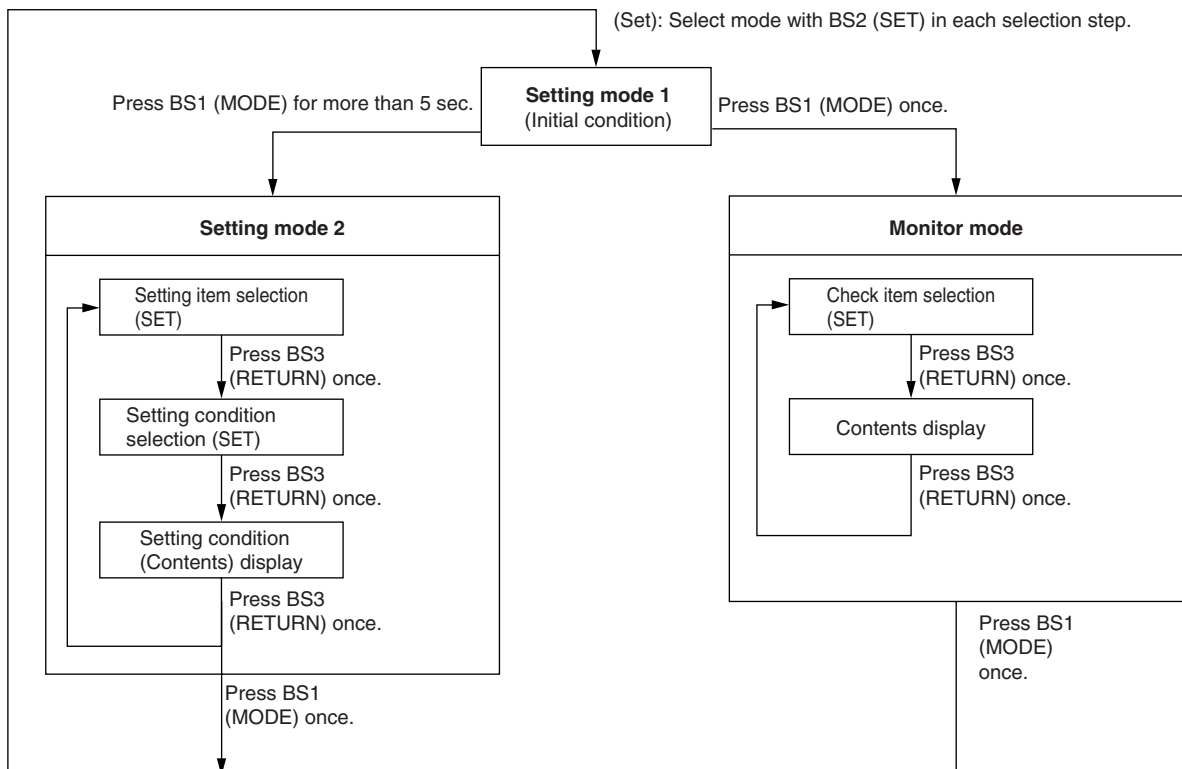 (Set): Select mode with BS2 (SET) in each selection step.
Setting mode 1
(Initial condition)
Press BS1 (MODE) for more than 5 sec.
Press BS1 (MODE) once.
Setting mode 2
Setting item selection
(SET)
Press BS3
(RETURN) once.
Setting condition
selection (SET)
Press BS3
(RETURN) once.
Setting condition
(Contents) display
Press BS3
(RETURN) once.
Press BS1
(MODE) once.
Monitor mode
Check item selection
(SET)
Press BS3
(RETURN) once.
Contents display
Press BS3
(RETURN) once.
Press BS1
(MODE)
once.